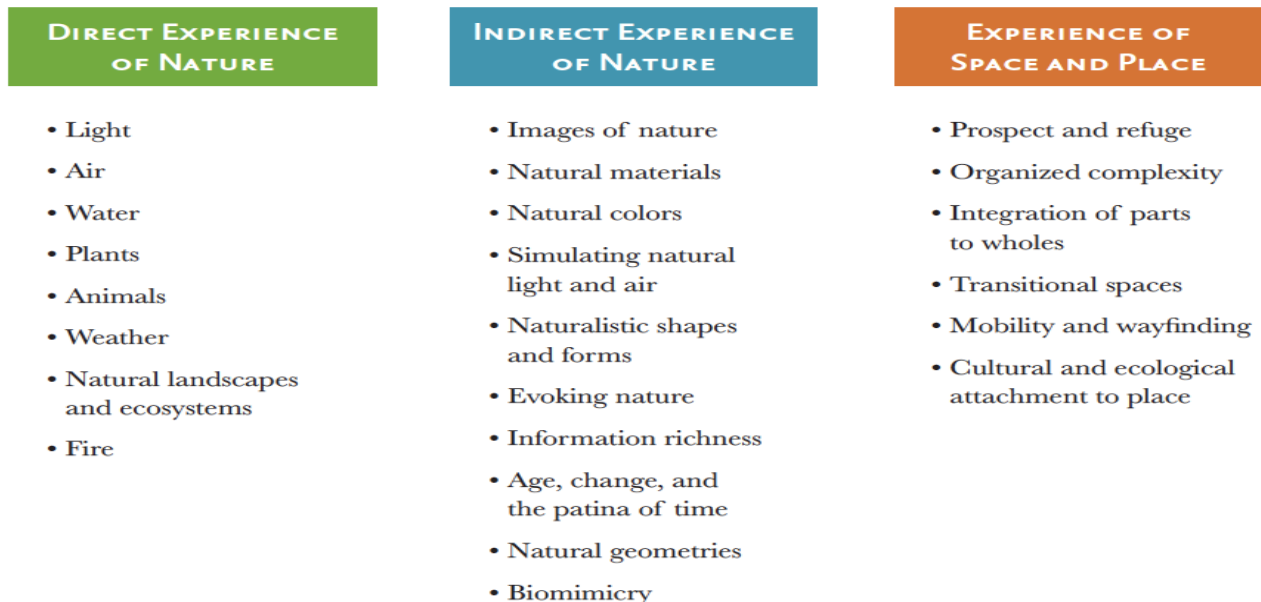 DIRECT EXPERIENCE
OF NATURE
• Light
• Air
• Water
• Plants
• Animals
• Weather
• Natural landscapes
and ecosystems
• Fire
INDIRECT EXPERIENCE
OF NATURE
• Images of nature
• Natural materials
• Natural colors
• Simulating natural
light and air
• Naturalistic shapes
and forms
• Evoking nature
• Information richness
• Age, change, and
the patina of time
• Natural geometries
• Biomimicry
EXPERIENCE OF
SPACE AND PLACE
• Prospect and refuge
• Organized complexity
• Integration of parts
to wholes
• Transitional spaces
• Mobility and wayfinding
• Cultural and ecological
attachment to place